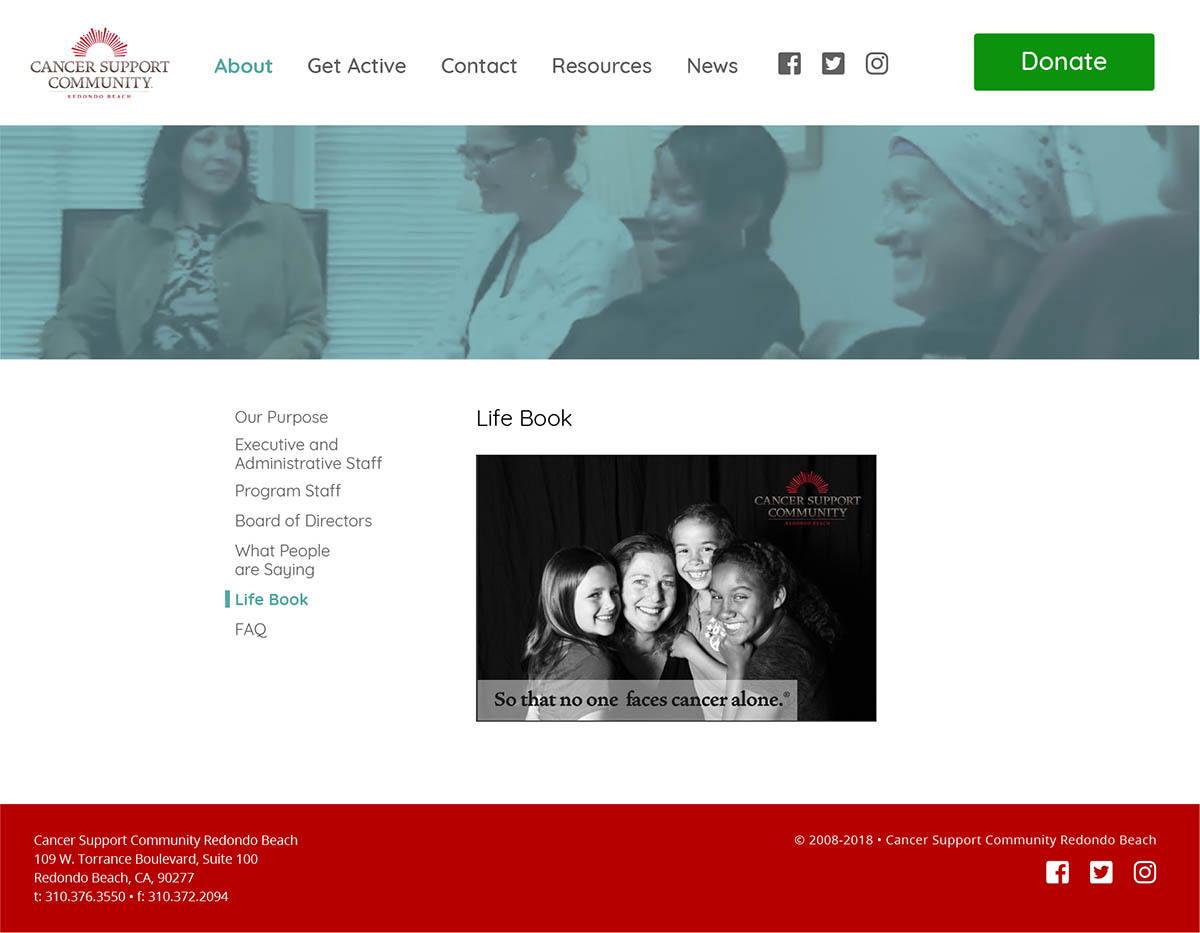 CANCER SUPPORT
COMMUNITY
REDONDO BEACH
About
Get Active
Contact
Resources
News
Donate
Our Purpose
Executive and
Administrative Staff
Program Staff
Board of Directors
What People
are Saying
Life Book
FAQ
Life Book
CANCER SUPPORT
COMMUNITY
REDONDO BEACH
So that no one faces cancer alone.®
Cancer Support Community Redondo Beach
109 W. Torrance Boulevard, Suite 100
Redondo Beach, CA, 90277
t: 310.376.3550 • f: 310.372.2094
© 2008-2018 • Cancer Support Community Redondo Beach